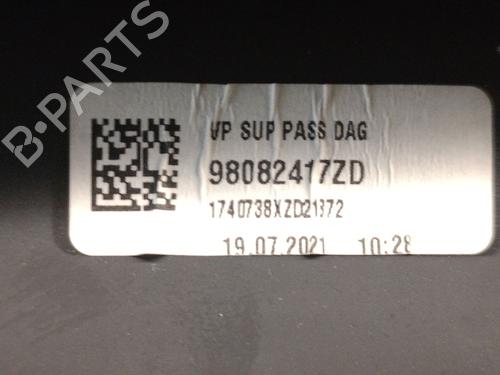 B-PARTS
VP SUP PASS DAG
98082417ZD
1740738XZD21372
19.07.2021 10:28